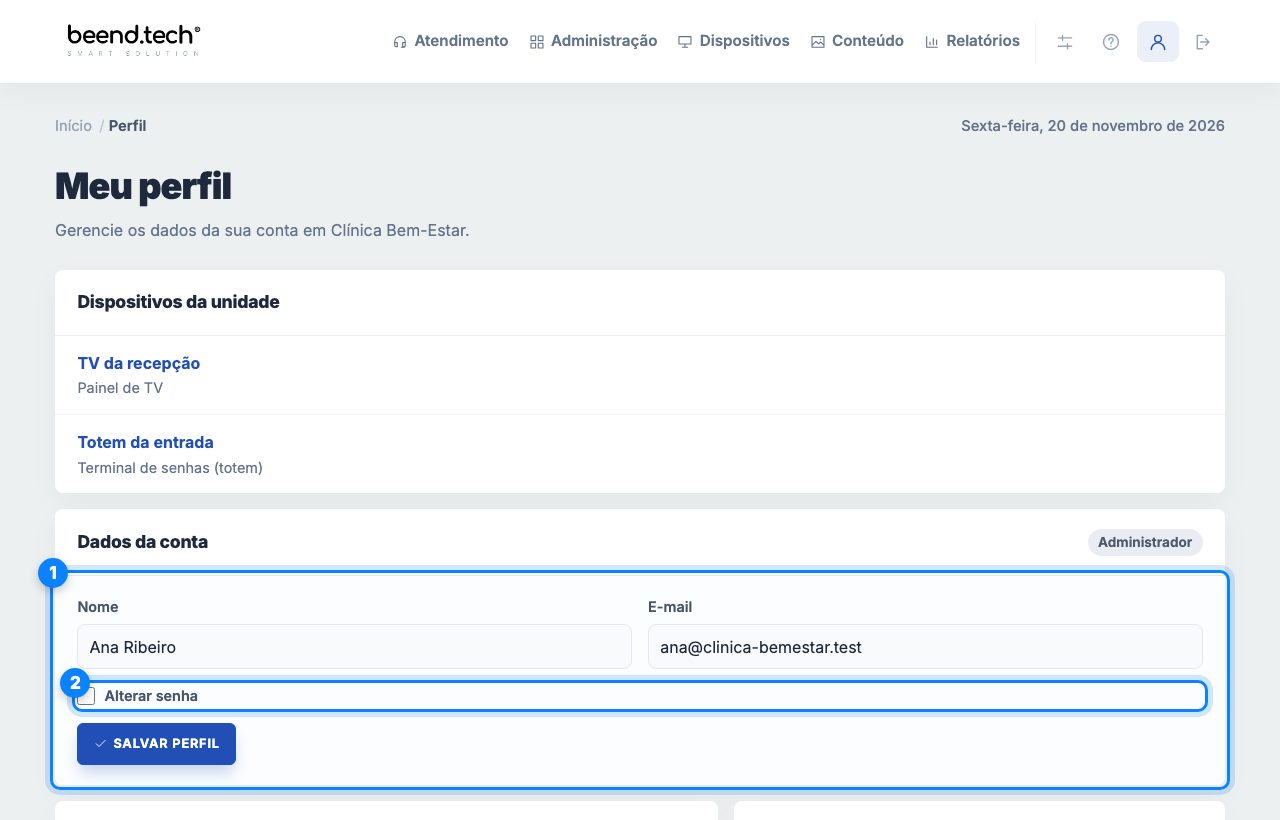 beend.tech®
SMART SOLUTION
Atendimento
Administração
Dispositivos
Conteúdo
Relatórios
Início / Perfil
Sexta-feira, 20 de novembro de 2026
Meu perfil
Gerencie os dados da sua conta em Clínica Bem-Estar.
Dispositivos da unidade
TV da recepção
Painel de TV
Totem da entrada
Terminal de senhas (totem)
Dados da conta
Administrador
1
Nome
E-mail
Ana Ribeiro
ana@clinica-bemestar.test
2
Alterar senha
SALVAR PERFIL